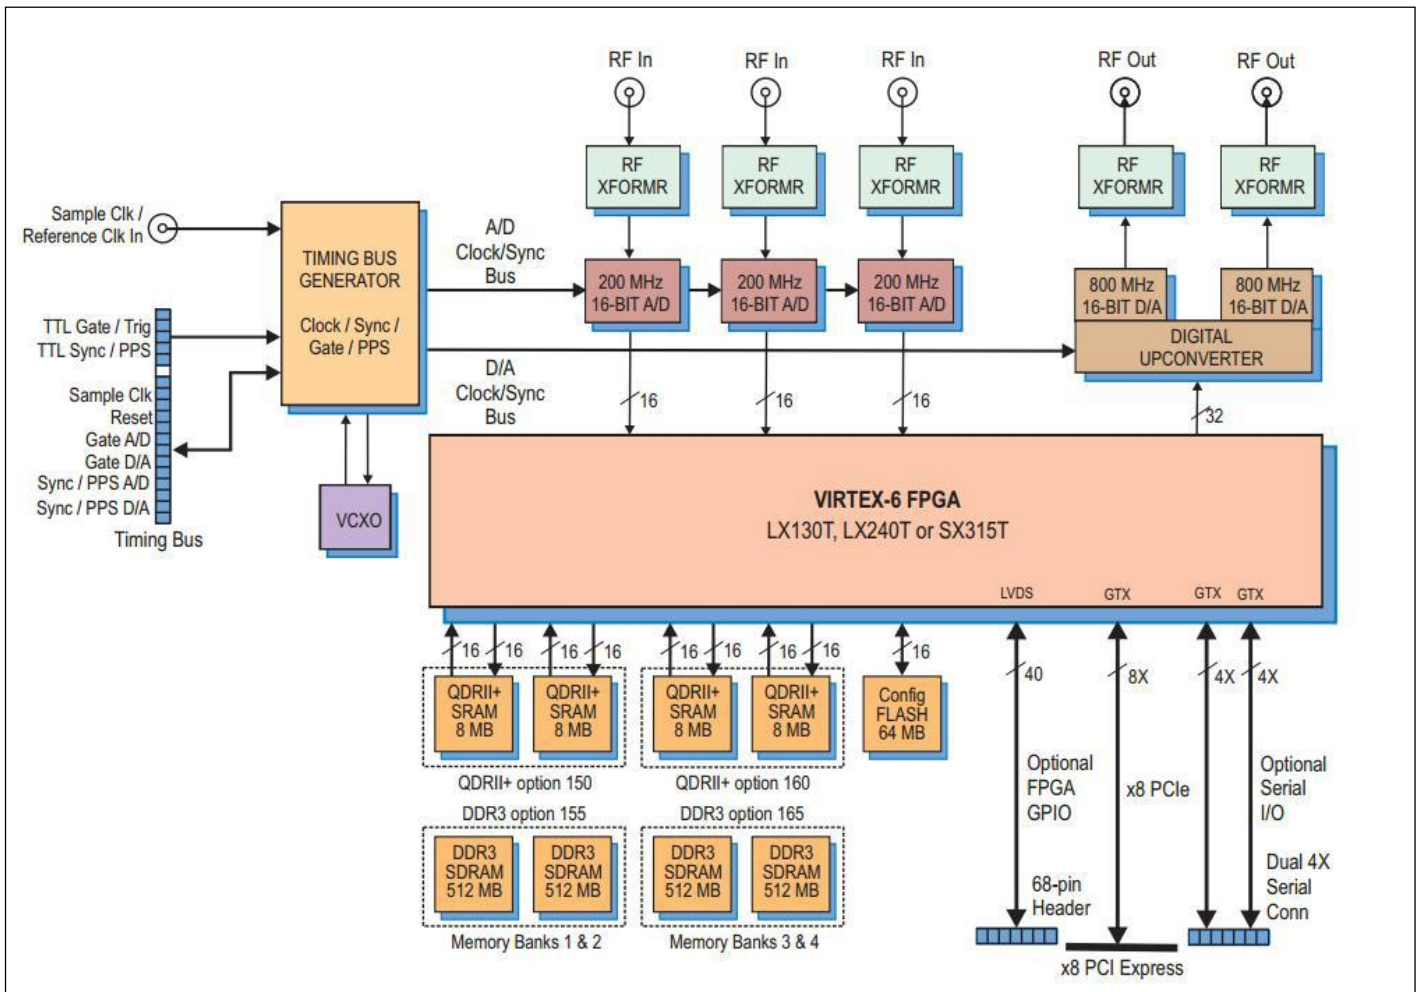 RF In
RF In
RF In
RF Out
RF Out
RF
XFORMR
RF
XFORMR
RF
XFORMR
RF
XFORMR
RF
XFORMR
Sample Clk /
Reference Clk In
TIMING BUS
GENERATOR
Clock / Sync /
Gate / PPS
A/D
Clock/Sync
Bus
200 MHz
16-BIT A/D
200 MHz
16-BIT A/D
200 MHz
16-BIT A/D
800 MHz
16-BIT D/A
800 MHz
16-BIT D/A
DIGITAL
UPCONVERTER
TTL Gate / Trig
TTL Sync / PPS
Sample Clk
Reset
Gate A/D
Gate D/A
Sync / PPS A/D
Sync / PPS D/A
Timing Bus
D/A
Clock/Sync
Bus
16
16
16
32
VCXO
VIRTEX-6 FPGA
LX130T, LX240T or SX315T
LVDS
GTX
GTX
GTX
16
16
16
16
16
16
16
16
16
40
8X
4X
4X
QDRII+
SRAM
8 MB
QDRII+
SRAM
8 MB
QDRII+
SRAM
8 MB
QDRII+
SRAM
8 MB
Config
FLASH
64 MB
QDRII+ option 150
QDRII+ option 160
DDR3 option 155
DDR3 option 165
DDR3
SDRAM
512 MB
DDR3
SDRAM
512 MB
DDR3
SDRAM
512 MB
DDR3
SDRAM
512 MB
Memory Banks 1 & 2
Memory Banks 3 & 4
Optional
FPGA
GPIO
x8 PCIe
Optional
Serial
I/O
68-pin
Header
Dual 4X
Serial
Conn
x8 PCI Express